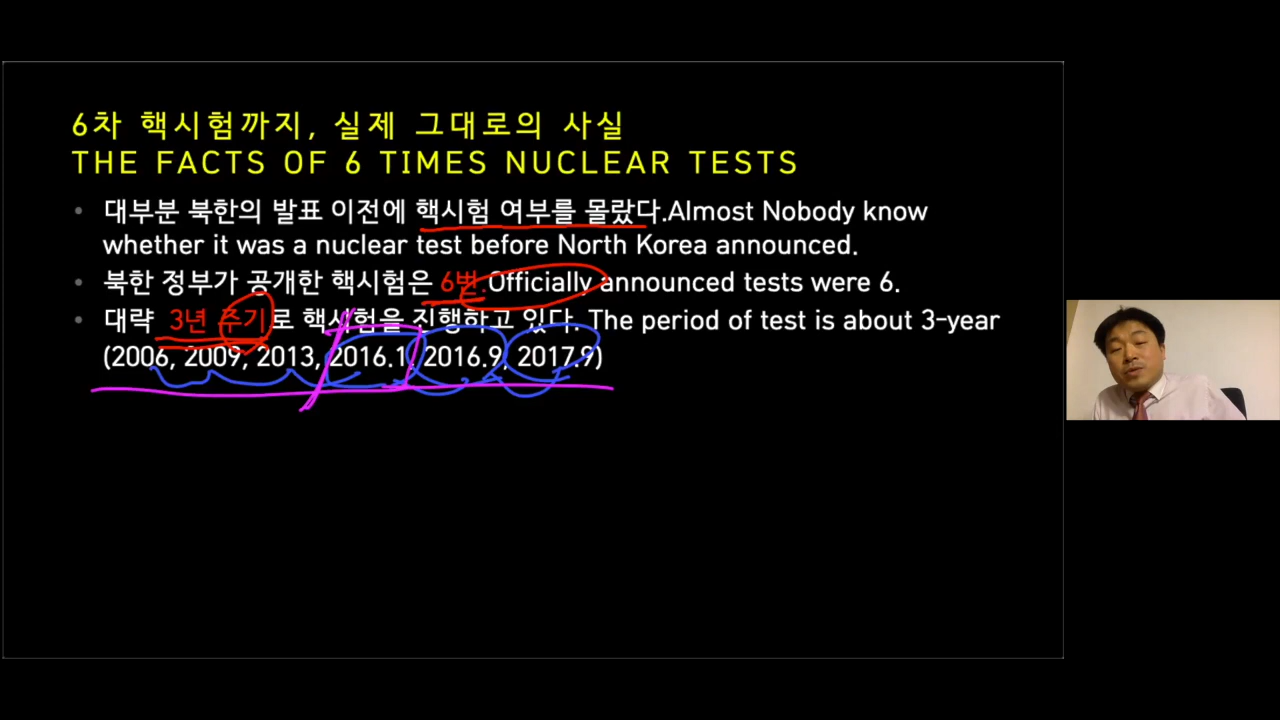 6차 핵시험까지, 실제 그대로의 사실
THE FACTS OF 6 TIMES NUCLEAR TESTS
• 대부분 북한의 발표 이전에 핵시험 여부를 몰랐다.Almost Nobody know
whether it was a nuclear test before North Korea announced.
• 북한 정부가 공개한 핵시험은 6번.Officially announced tests were 6.
• 대략 3년 주기로 핵시험을 진행하고 있다. The period of test is about 3-year
(2006, 2009, 2013, 2016.1, 2016.9, 2017.9)